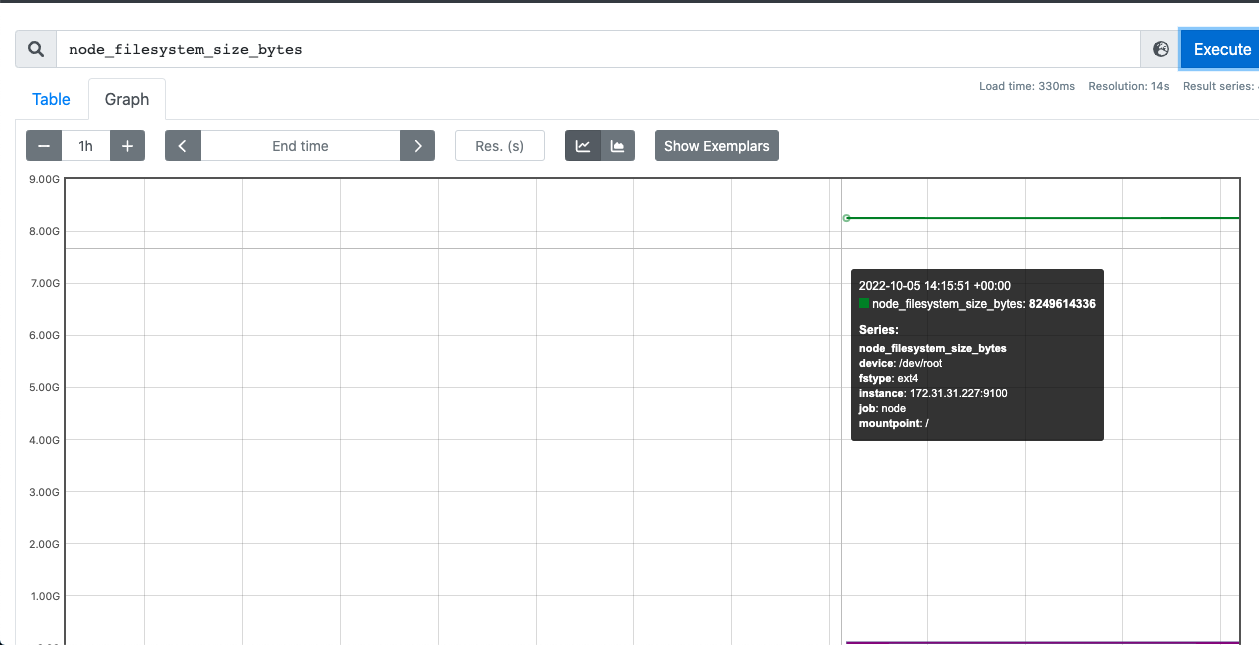 node_filesystem_size_bytes
Execute
Table
Graph
Load time: 330ms Resolution: 14s Result series:
1h
End time
Res. (s)
Show Exemplars
9.00G
8.00G
7.00G
6.00G
5.00G
4.00G
3.00G
2.00G
1.00G
2022-10-05 14:15:51 +00:00
node_filesystem_size_bytes: 8249614336
Series:
node_filesystem_size_bytes
device: /dev/root
fstype: ext4
instance: 172.31.31.227:9100
job: node
mountpoint: /